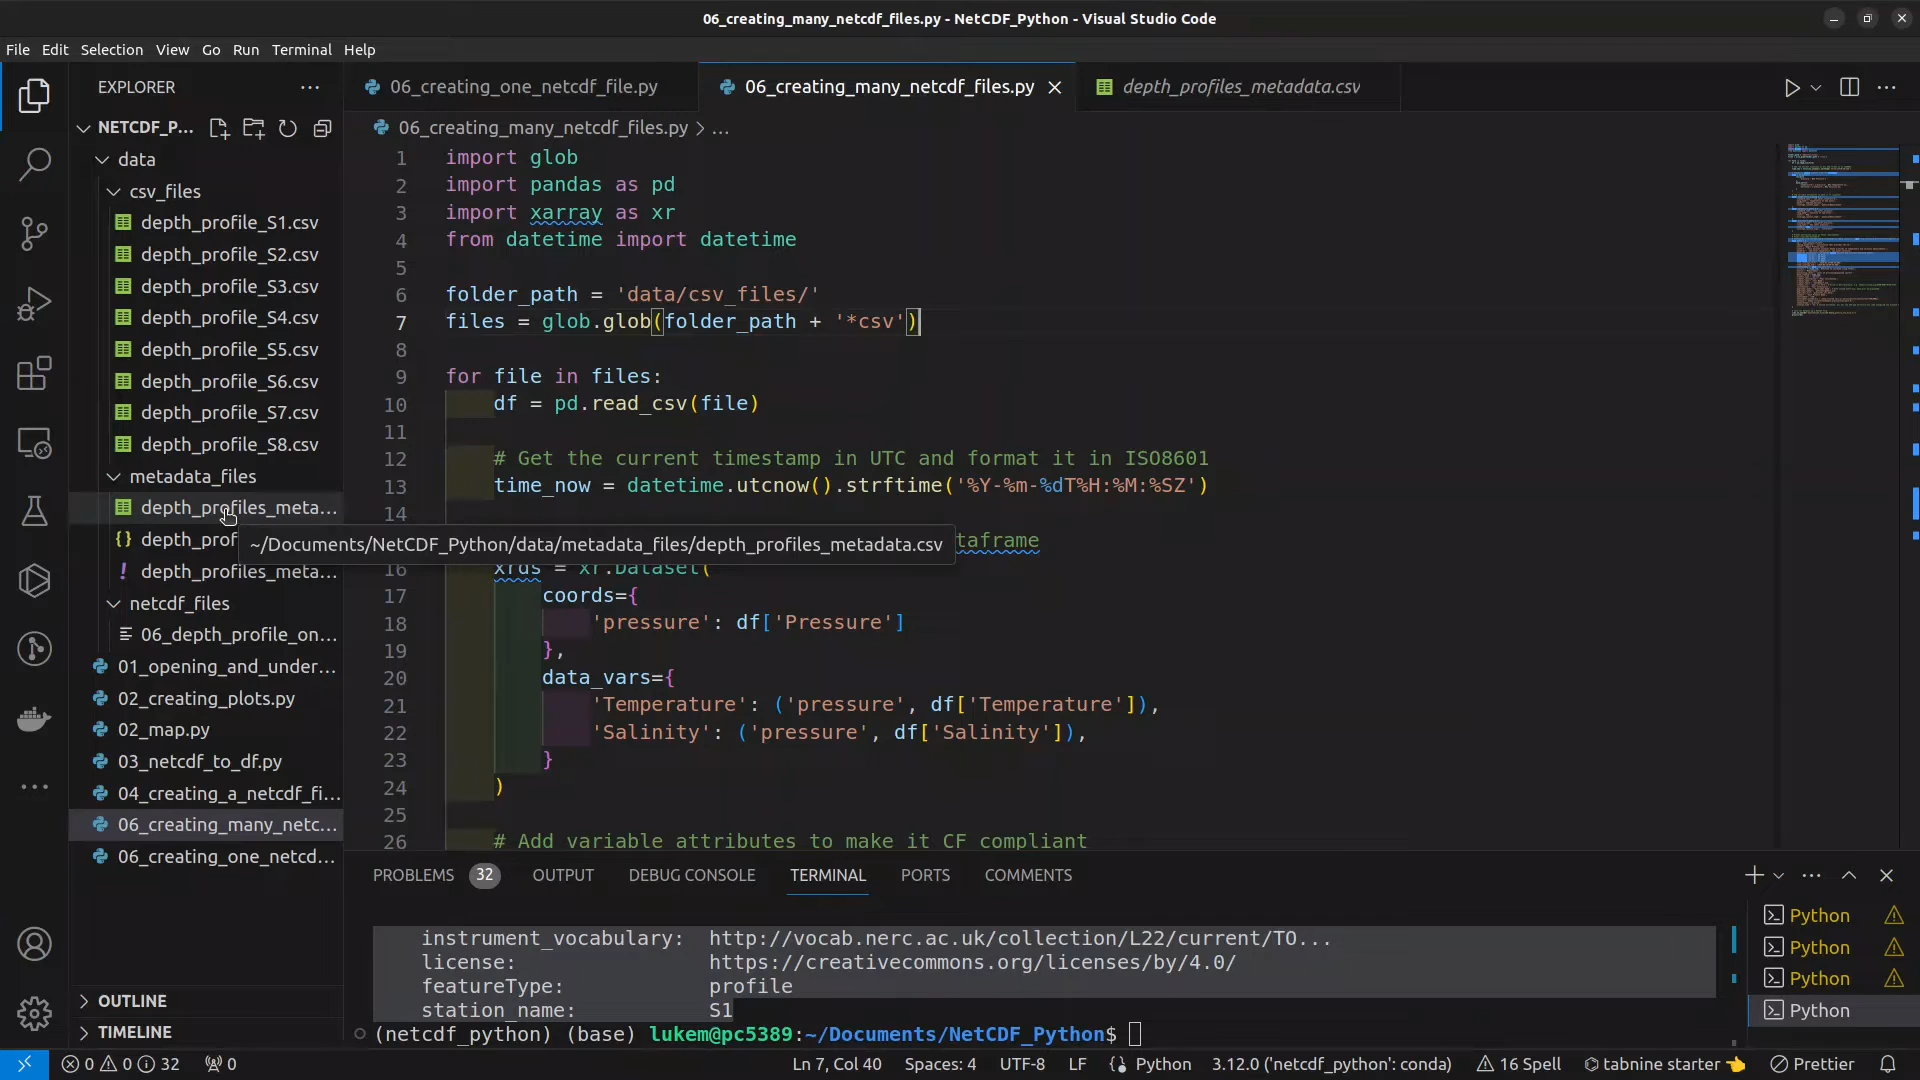 06_creating_many_netcdf_files.py - NetCDF_Python - Visual Studio Code
File Edit Selection View Go Run Terminal Help
EXPLORER
NETCDF_P...
data
csv_files
depth_profile_S1.csv
depth_profile_S2.csv
depth_profile_S3.csv
depth_profile_S4.csv
depth_profile_S5.csv
depth_profile_S6.csv
depth_profile_S7.csv
depth_profile_S8.csv
metadata_files
depth_profiles_meta...
depth_prof
depth_profiles_meta...
netcdf_files
06_depth_profile_on...
01_opening_and_under...
02_creating_plots.py
02_map.py
03_netcdf_to_df.py
04_creating_a_netcdf_fi...
06_creating_many_netc...
06_creating_one_netcd...
OUTLINE
TIMELINE
06_creating_one_netcdf_file.py 06_creating_many_netcdf_files.py depth_profiles_metadata.csv
06_creating_many_netcdf_files.py > ...
1 import glob
2 import pandas as pd
3 import xarray as xr
4 from datetime import datetime
5
6 folder_path = 'data/csv_files/'
7 files = glob.glob(folder_path + '*csv')
8
9 for file in files:
10 df = pd.read_csv(file)
11
12 # Get the current timestamp in UTC and format it in ISO8601
13 time_now = datetime.utcnow().strftime('%Y-%m-%dT%H:%M:%SZ')
14
~/Documents/NetCDF_Python/data/metadata_files/depth_profiles_metadata.csv
taframe
16 xrds = xr.Dataset(
17 coords={
18 'pressure': df['Pressure']
19 },
20 data_vars={
21 'Temperature': ('pressure', df['Temperature']),
22 'Salinity': ('pressure', df['Salinity']),
23 }
24 )
25
26 # Add variable attributes to make it CF compliant
PROBLEMS 32 OUTPUT DEBUG CONSOLE TERMINAL PORTS COMMENTS
instrument_vocabulary: http://vocab.nerc.ac.uk/collection/L22/current/TO...
license: https://creativecommons.org/licenses/by/4.0/
featureType: profile
station_name: S1
(netcdf_python) (base) lukem@pc5389:~/Documents/NetCDF_Python$
Python
Python
Python
Python
0 0 32 0 Ln 7, Col 40 Spaces: 4 UTF-8 LF Python 3.12.0 ('netcdf_python': conda) 16 Spell tabnine starter Prettier